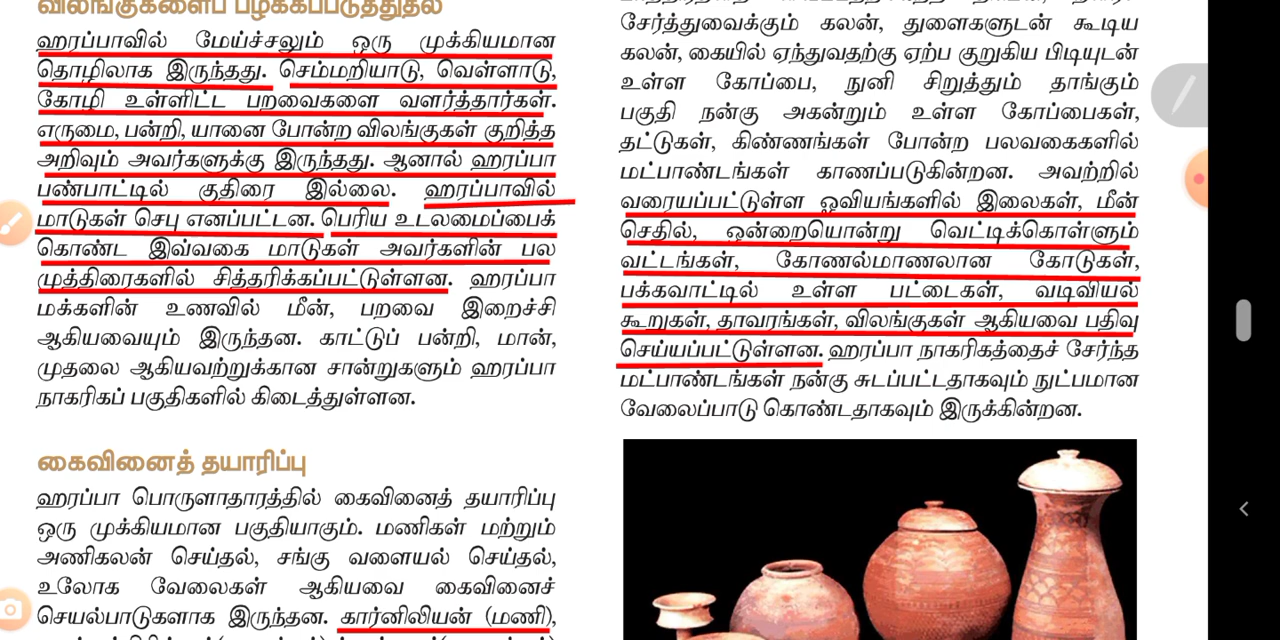 விலங்குகளைப் பழக்கப்படுத்துதல்
ஹரப்பாவில் மேய்ச்சலும் ஒரு முக்கியமான
தொழிலாக இருந்தது. செம்மறியாடு, வெள்ளாடு,
கோழி உள்ளிட்ட பறவைகளை வளர்த்தார்கள்.
எருமை, பன்றி, யானை போன்ற விலங்குகள் குறித்த
அறிவும் அவர்களுக்கு இருந்தது. ஆனால் ஹரப்பா
பண்பாட்டில் குதிரை இல்லை. ஹரப்பாவில்
மாடுகள் செபு எனப்பட்டன. பெரிய உடலமைப்பைக்
கொண்ட இவ்வகை மாடுகள் அவர்களின் பல
முத்திரைகளில் சித்தரிக்கப்பட்டுள்ளன. ஹரப்பா
மக்களின் உணவில் மீன், பறவை இறைச்சி
ஆகியவையும் இருந்தன. காட்டுப் பன்றி, மான்,
முதலை ஆகியவற்றுக்கான சான்றுகளும் ஹரப்பா
நாகரிகப் பகுதிகளில் கிடைத்துள்ளன.
கைவினைத் தயாரிப்பு
ஹரப்பா பொருளாதாரத்தில் கைவினைத் தயாரிப்பு
ஒரு முக்கியமான பகுதியாகும். மணிகள் மற்றும்
அணிகலன் செய்தல், சங்கு வளையல் செய்தல்,
உலோக வேலைகள் ஆகியவை கைவினைச்
செயல்பாடுகளாக இருந்தன. கார்னிலியன் (மணி),
சேர்த்துவைக்கும் கலன், துளைகளுடன் கூடிய
கலன், கையில் ஏந்துவதற்கு ஏற்ப குறுகிய பிடியுடன்
உள்ள கோப்பை, நுனி சிறுத்தும் தாங்கும்
பகுதி நன்கு அகன்றும் உள்ள கோப்பைகள்,
தட்டுகள், கிண்ணங்கள் போன்ற பலவகைகளில்
மட்பாண்டங்கள் காணப்படுகின்றன. அவற்றில்
வரையப்பட்டுள்ள ஓவியங்களில் இலைகள், மீன்
செதில், ஒன்றையொன்று வெட்டிக்கொள்ளும்
வட்டங்கள், கோணல்மாணலான கோடுகள்,
பக்கவாட்டில் உள்ள பட்டைகள், வடிவியல்
கூறுகள், தாவரங்கள், விலங்குகள் ஆகியவை பதிவு
செய்யப்பட்டுள்ளன. ஹரப்பா நாகரிகத்தைச் சேர்ந்த
மட்பாண்டங்கள் நன்கு சுடப்பட்டதாகவும் நுட்பமான
வேலைப்பாடு கொண்டதாகவும் இருக்கின்றன.